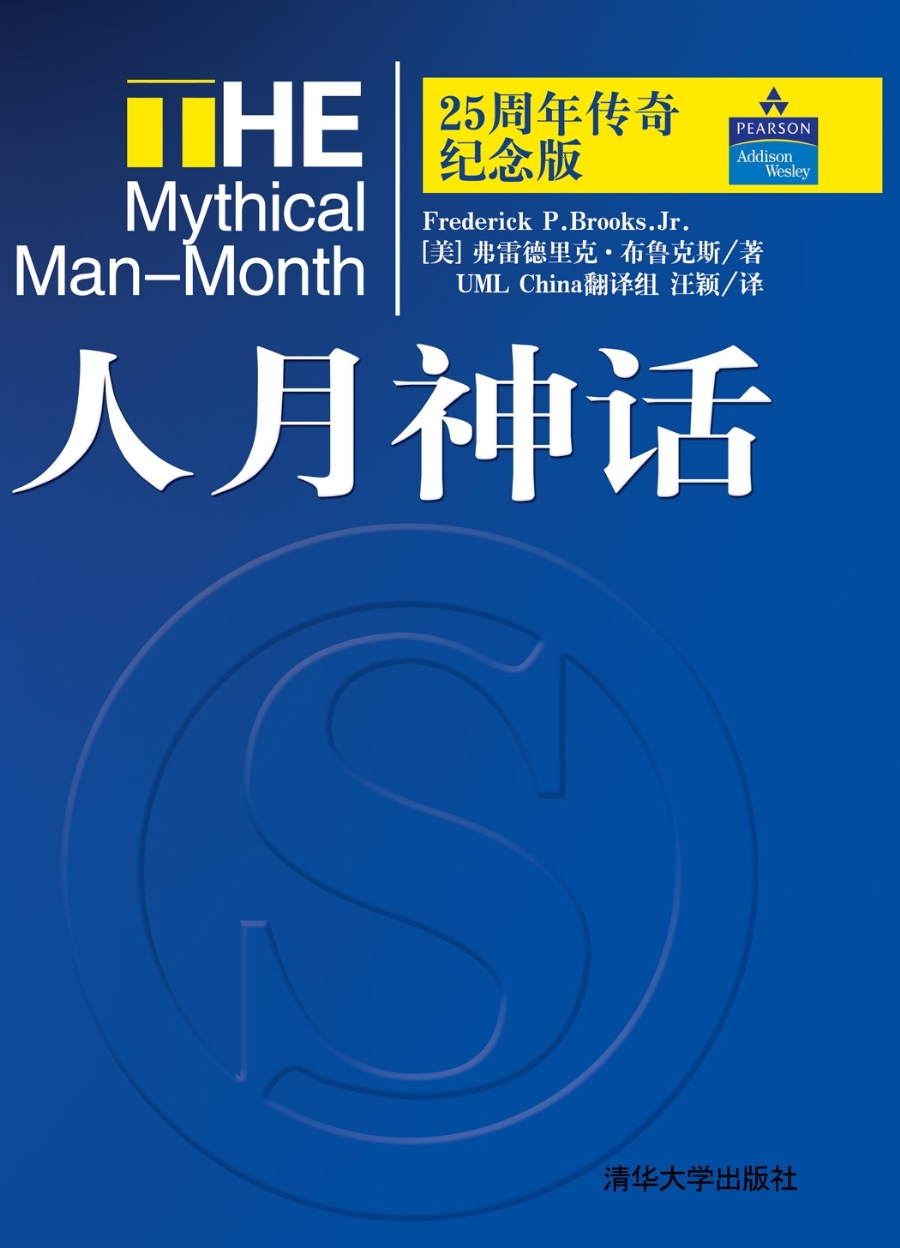 THE
Mythical
Man-Month
25周年传奇
纪念版
PEARSON
Addison
Wesley
Frederick P.Brooks.Jr.
[美] 弗雷德里克·布鲁克斯/著
UML China翻译组 汪颖/译
人月神话
S
清华大学出版社